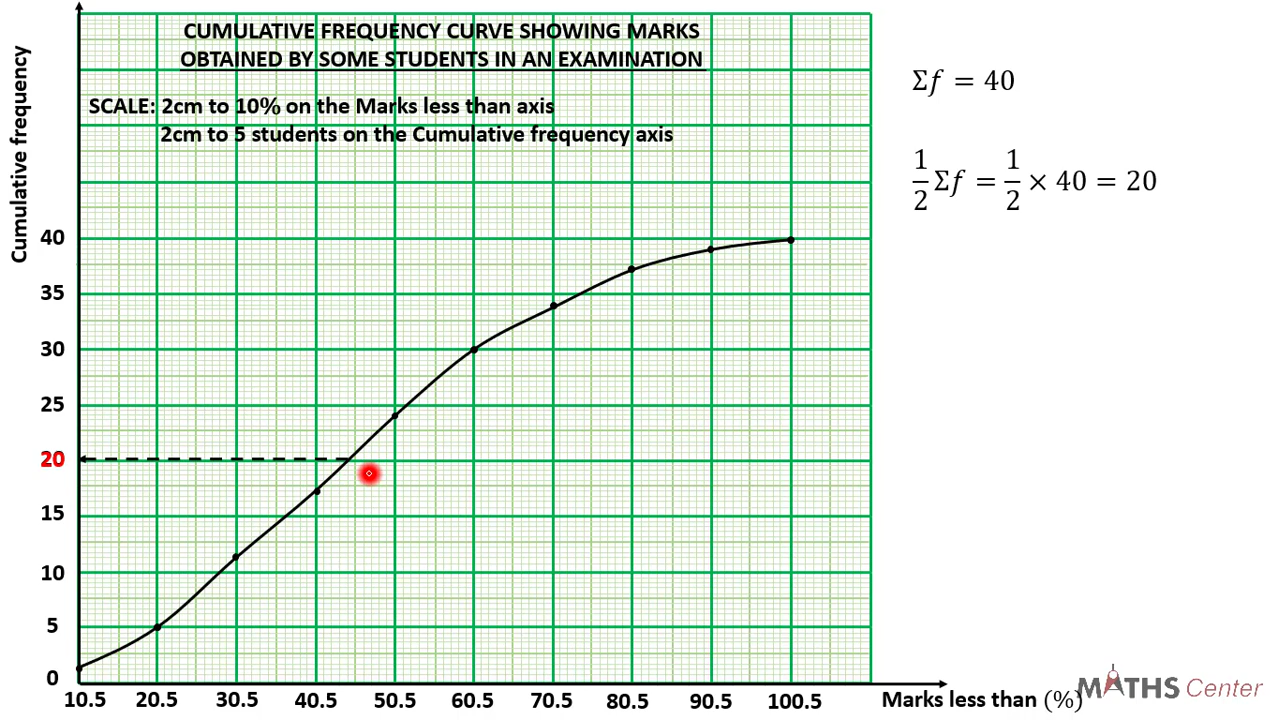 CUMULATIVE FREQUENCY CURVE SHOWING MARKS
OBTAINED BY SOME STUDENTS IN AN EXAMINATION
SCALE: 2cm to 10% on the Marks less than axis
2cm to 5 students on the Cumulative frequency axis
Cumulative frequency
40
35
30
25
20
15
10
5
0
10.5 20.5 30.5 40.5 50.5 60.5 70.5 80.5 90.5 100.5
Marks less than (%)
Σf = 40
1/2 Σf = 1/2 × 40 = 20
MATHS Center